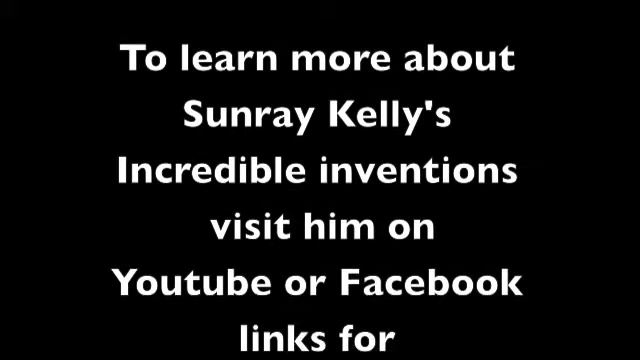 To learn more about
Sunray Kelly's
Incredible inventions
visit him on
Youtube or Facebook
links for